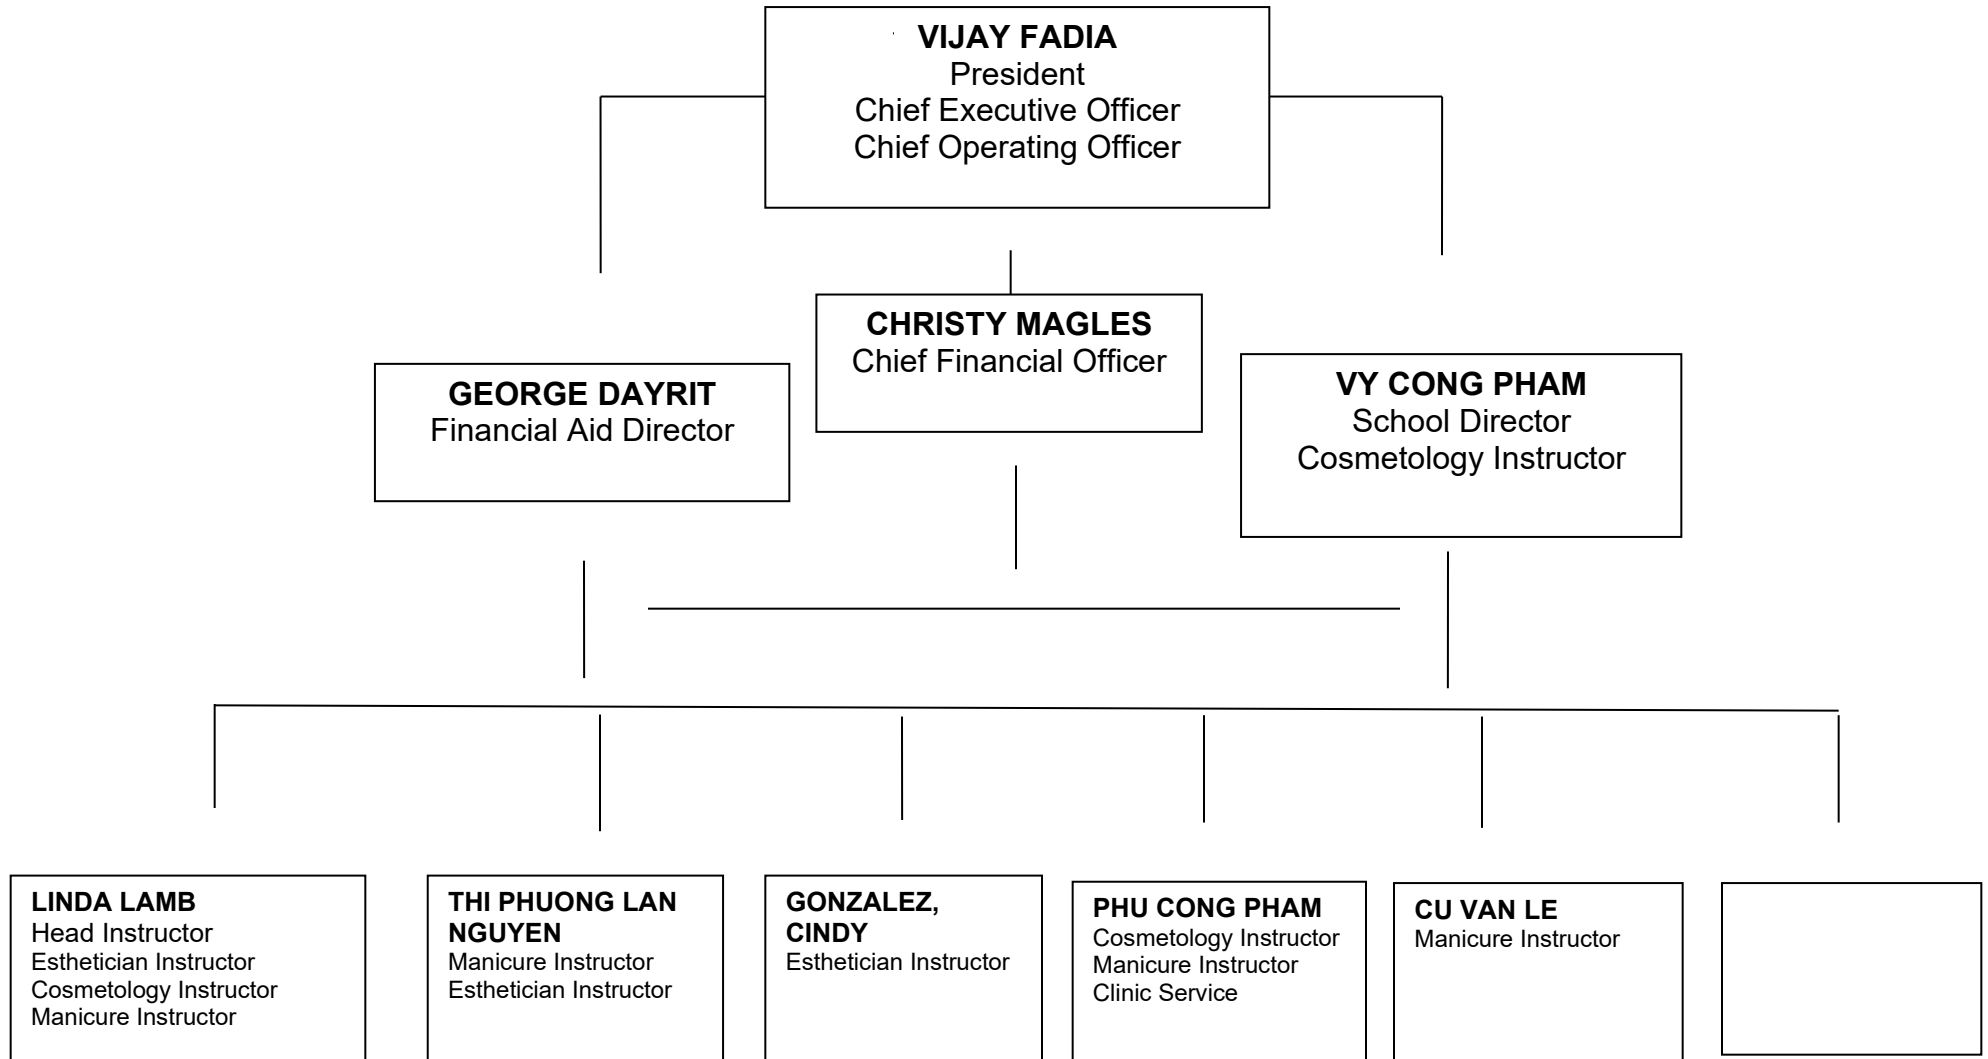 VIJAY FADIA
President
Chief Executive Officer
Chief Operating Officer
CHRISTY MAGLES
Chief Financial Officer
GEORGE DAYRIT
Financial Aid Director
VY CONG PHAM
School Director
Cosmetology Instructor
LINDA LAMB
Head Instructor
Esthetician Instructor
Cosmetology Instructor
Manicure Instructor
THI PHUONG LAN
NGUYEN
Manicure Instructor
Esthetician Instructor
GONZALEZ,
CINDY
Esthetician Instructor
PHU CONG PHAM
Cosmetology Instructor
Manicure Instructor
Clinic Service
CU VAN LE
Manicure Instructor